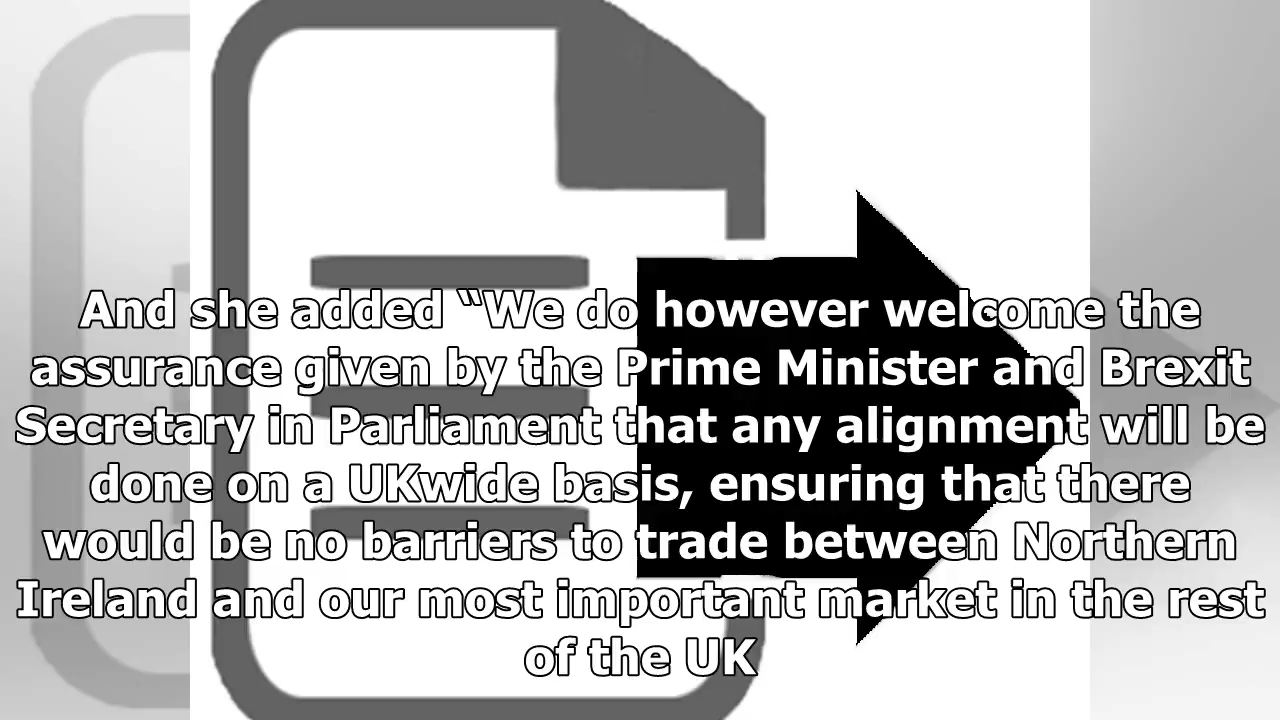 And she added “We do however welcome the
assurance given by the Prime Minister and Brexit
Secretary in Parliament that any alignment will be
done on a UKwide basis, ensuring that there
would be no barriers to trade between Northern
Ireland and our most important market in the rest
of the UK